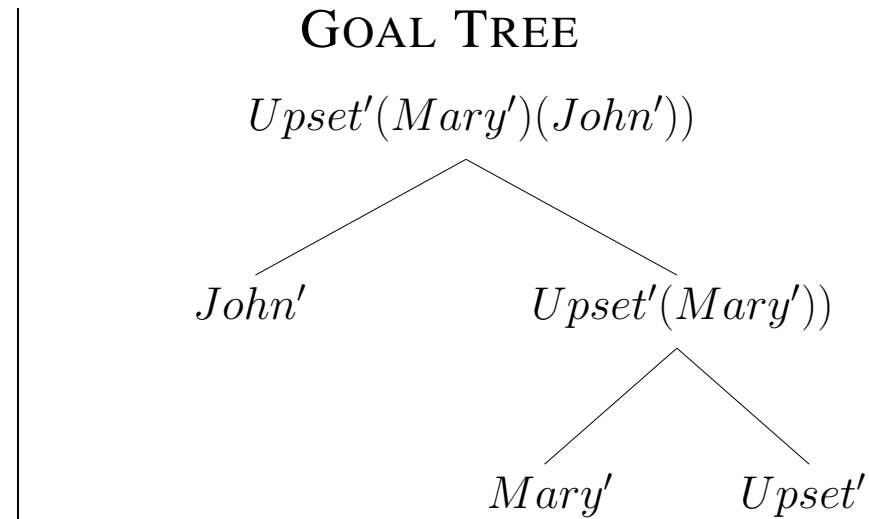 GOAL TREE
Upset′(Mary′)(John′))
John′ Upset′(Mary′))
Mary′ Upset′